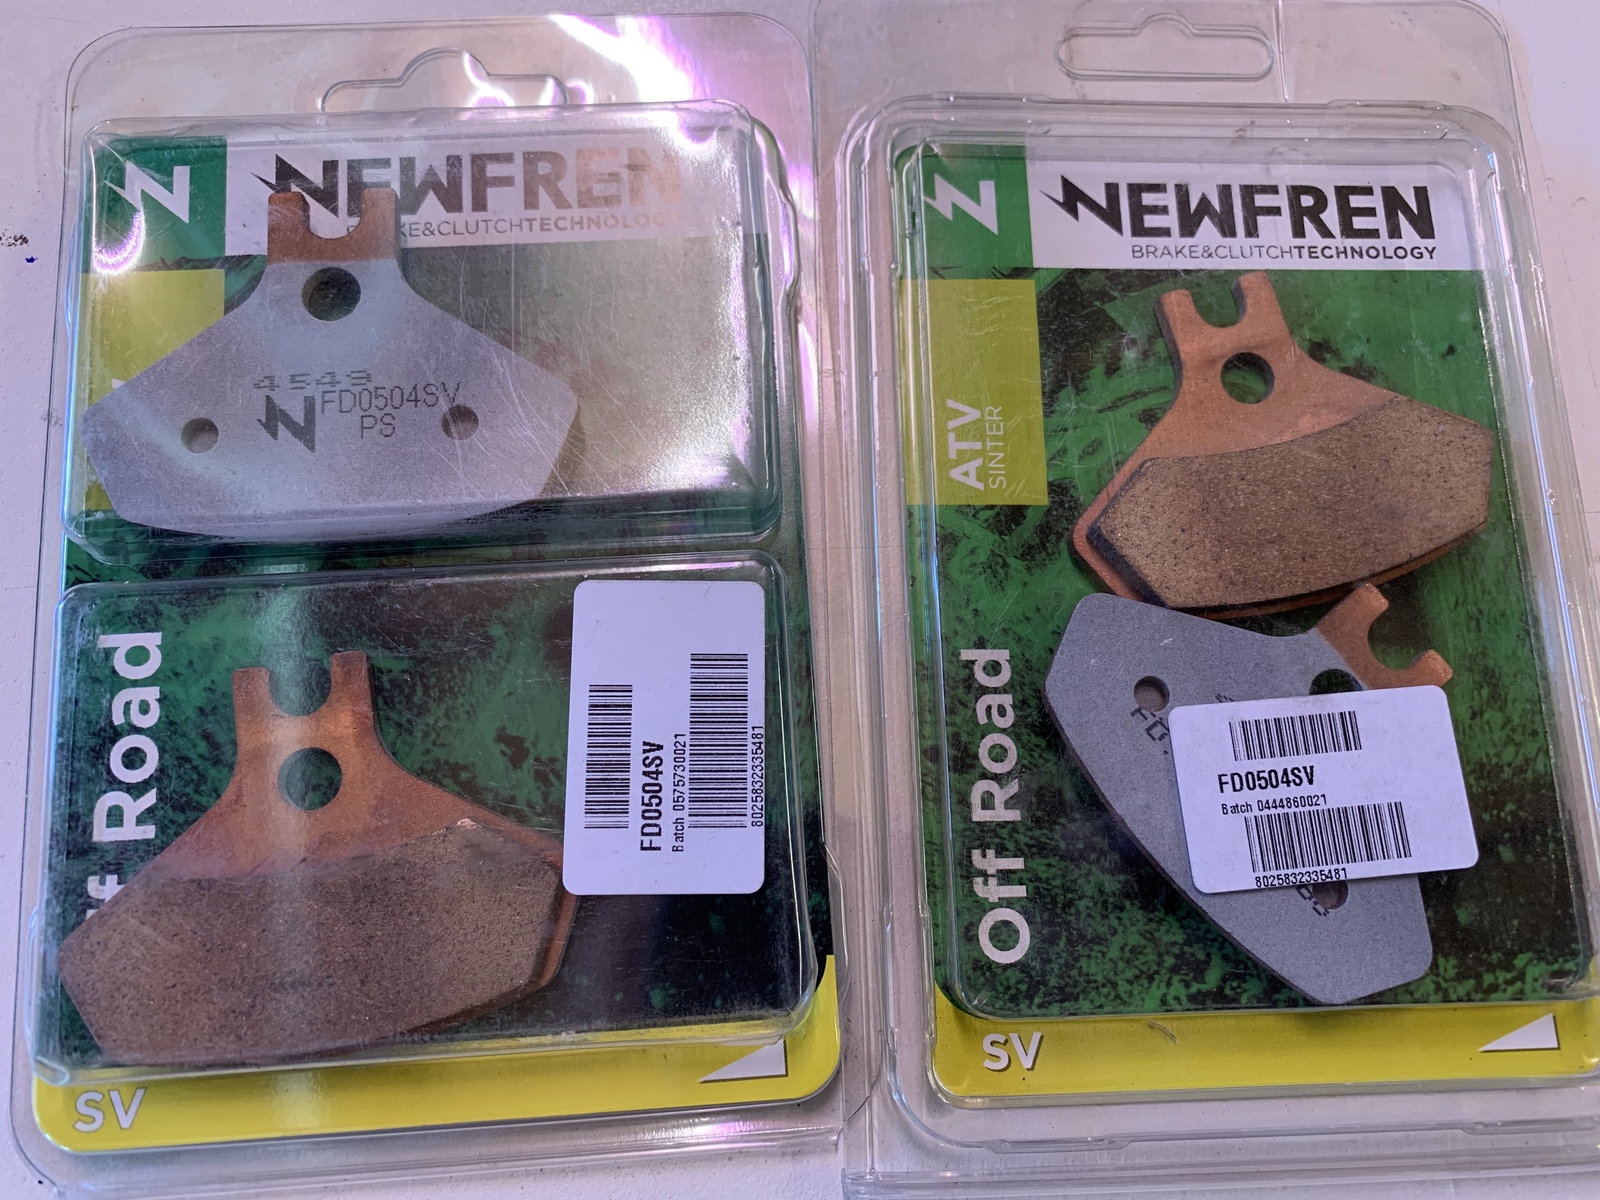 NEWFREN
BRAKE&CLUTCHTECHNOLOGY
4549
FD0504SV
PS
Road
FD0504SV
Batch 0575730021
8025832335481
SV
NEWFREN
BRAKE&CLUTCHTECHNOLOGY
ATV
SINTER
Off Road
FD0504SV
Batch 0444860021
8025832335481
SV